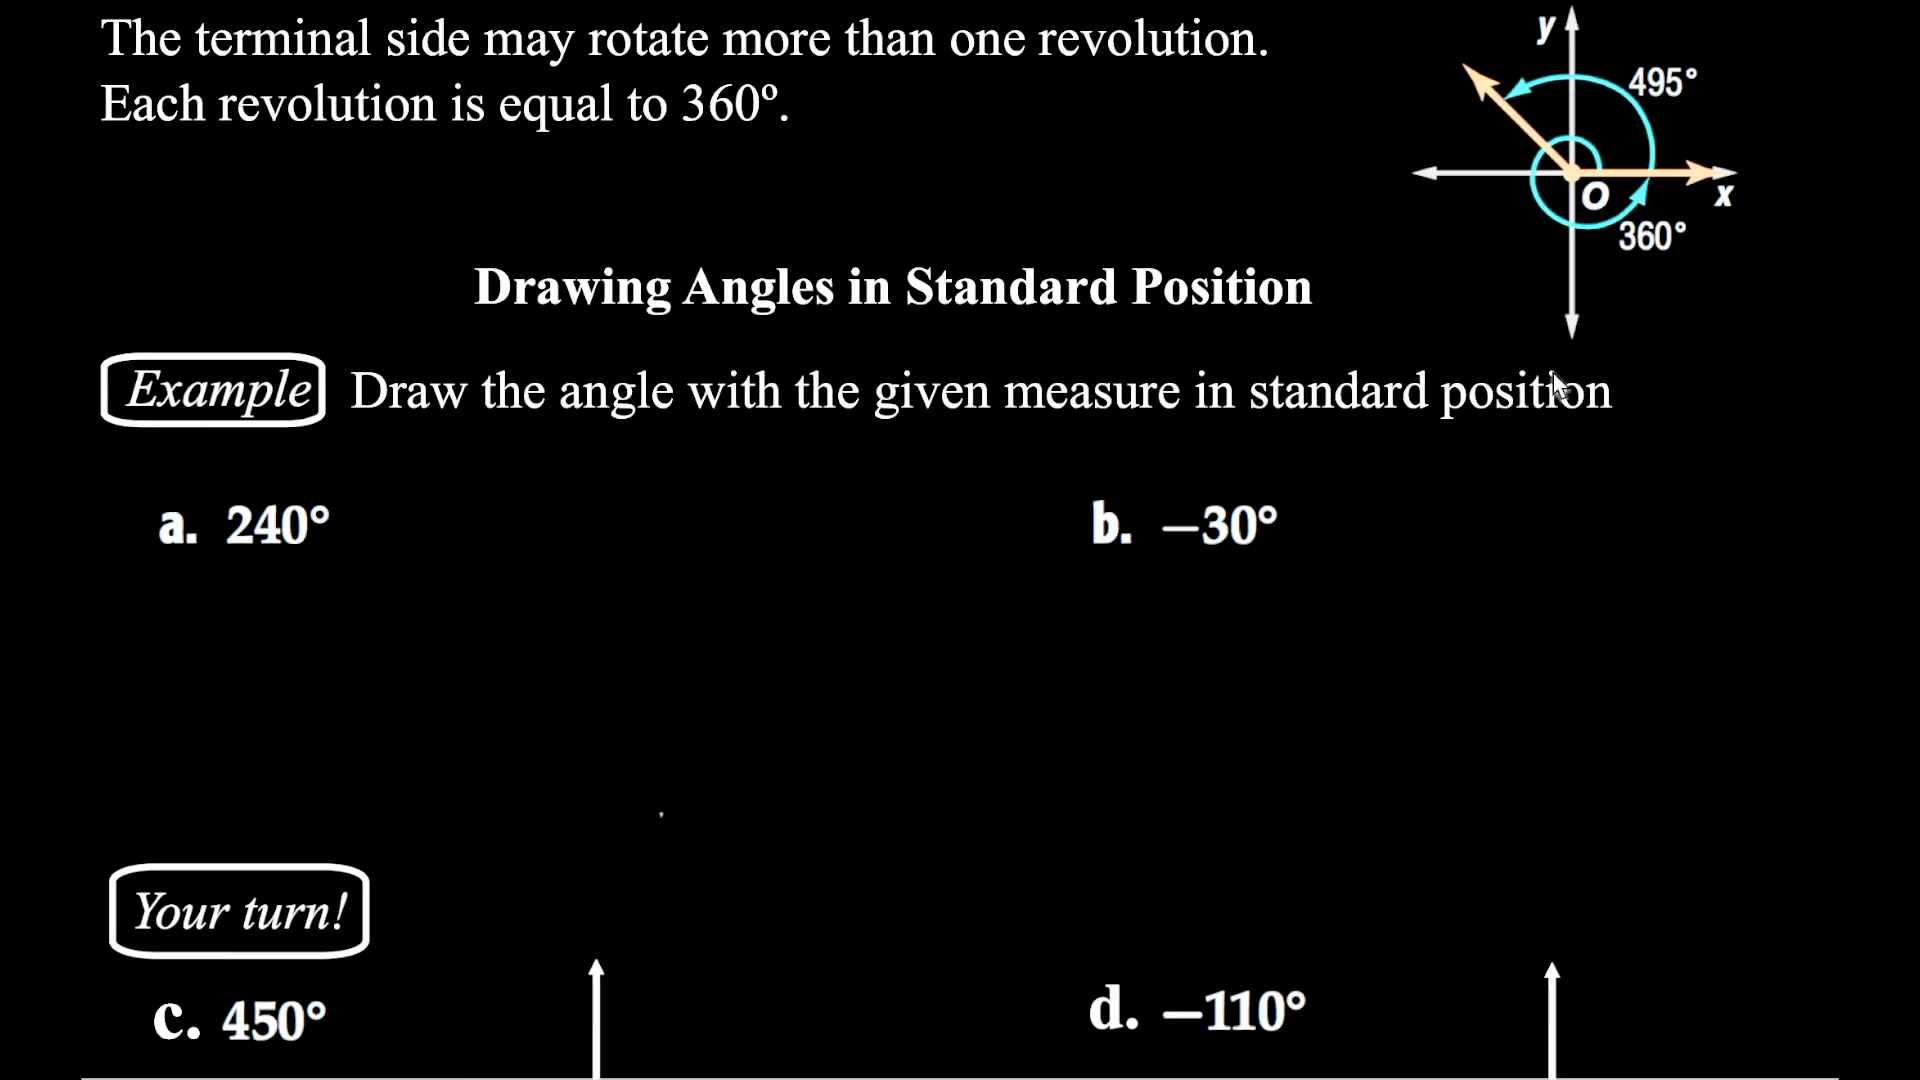 The terminal side may rotate more than one revolution.
Each revolution is equal to 360º.
y
495°
O
x
360°
Drawing Angles in Standard Position
Example Draw the angle with the given measure in standard position
a. 240°
b. –30°
Your turn!
c. 450°
d. –110°